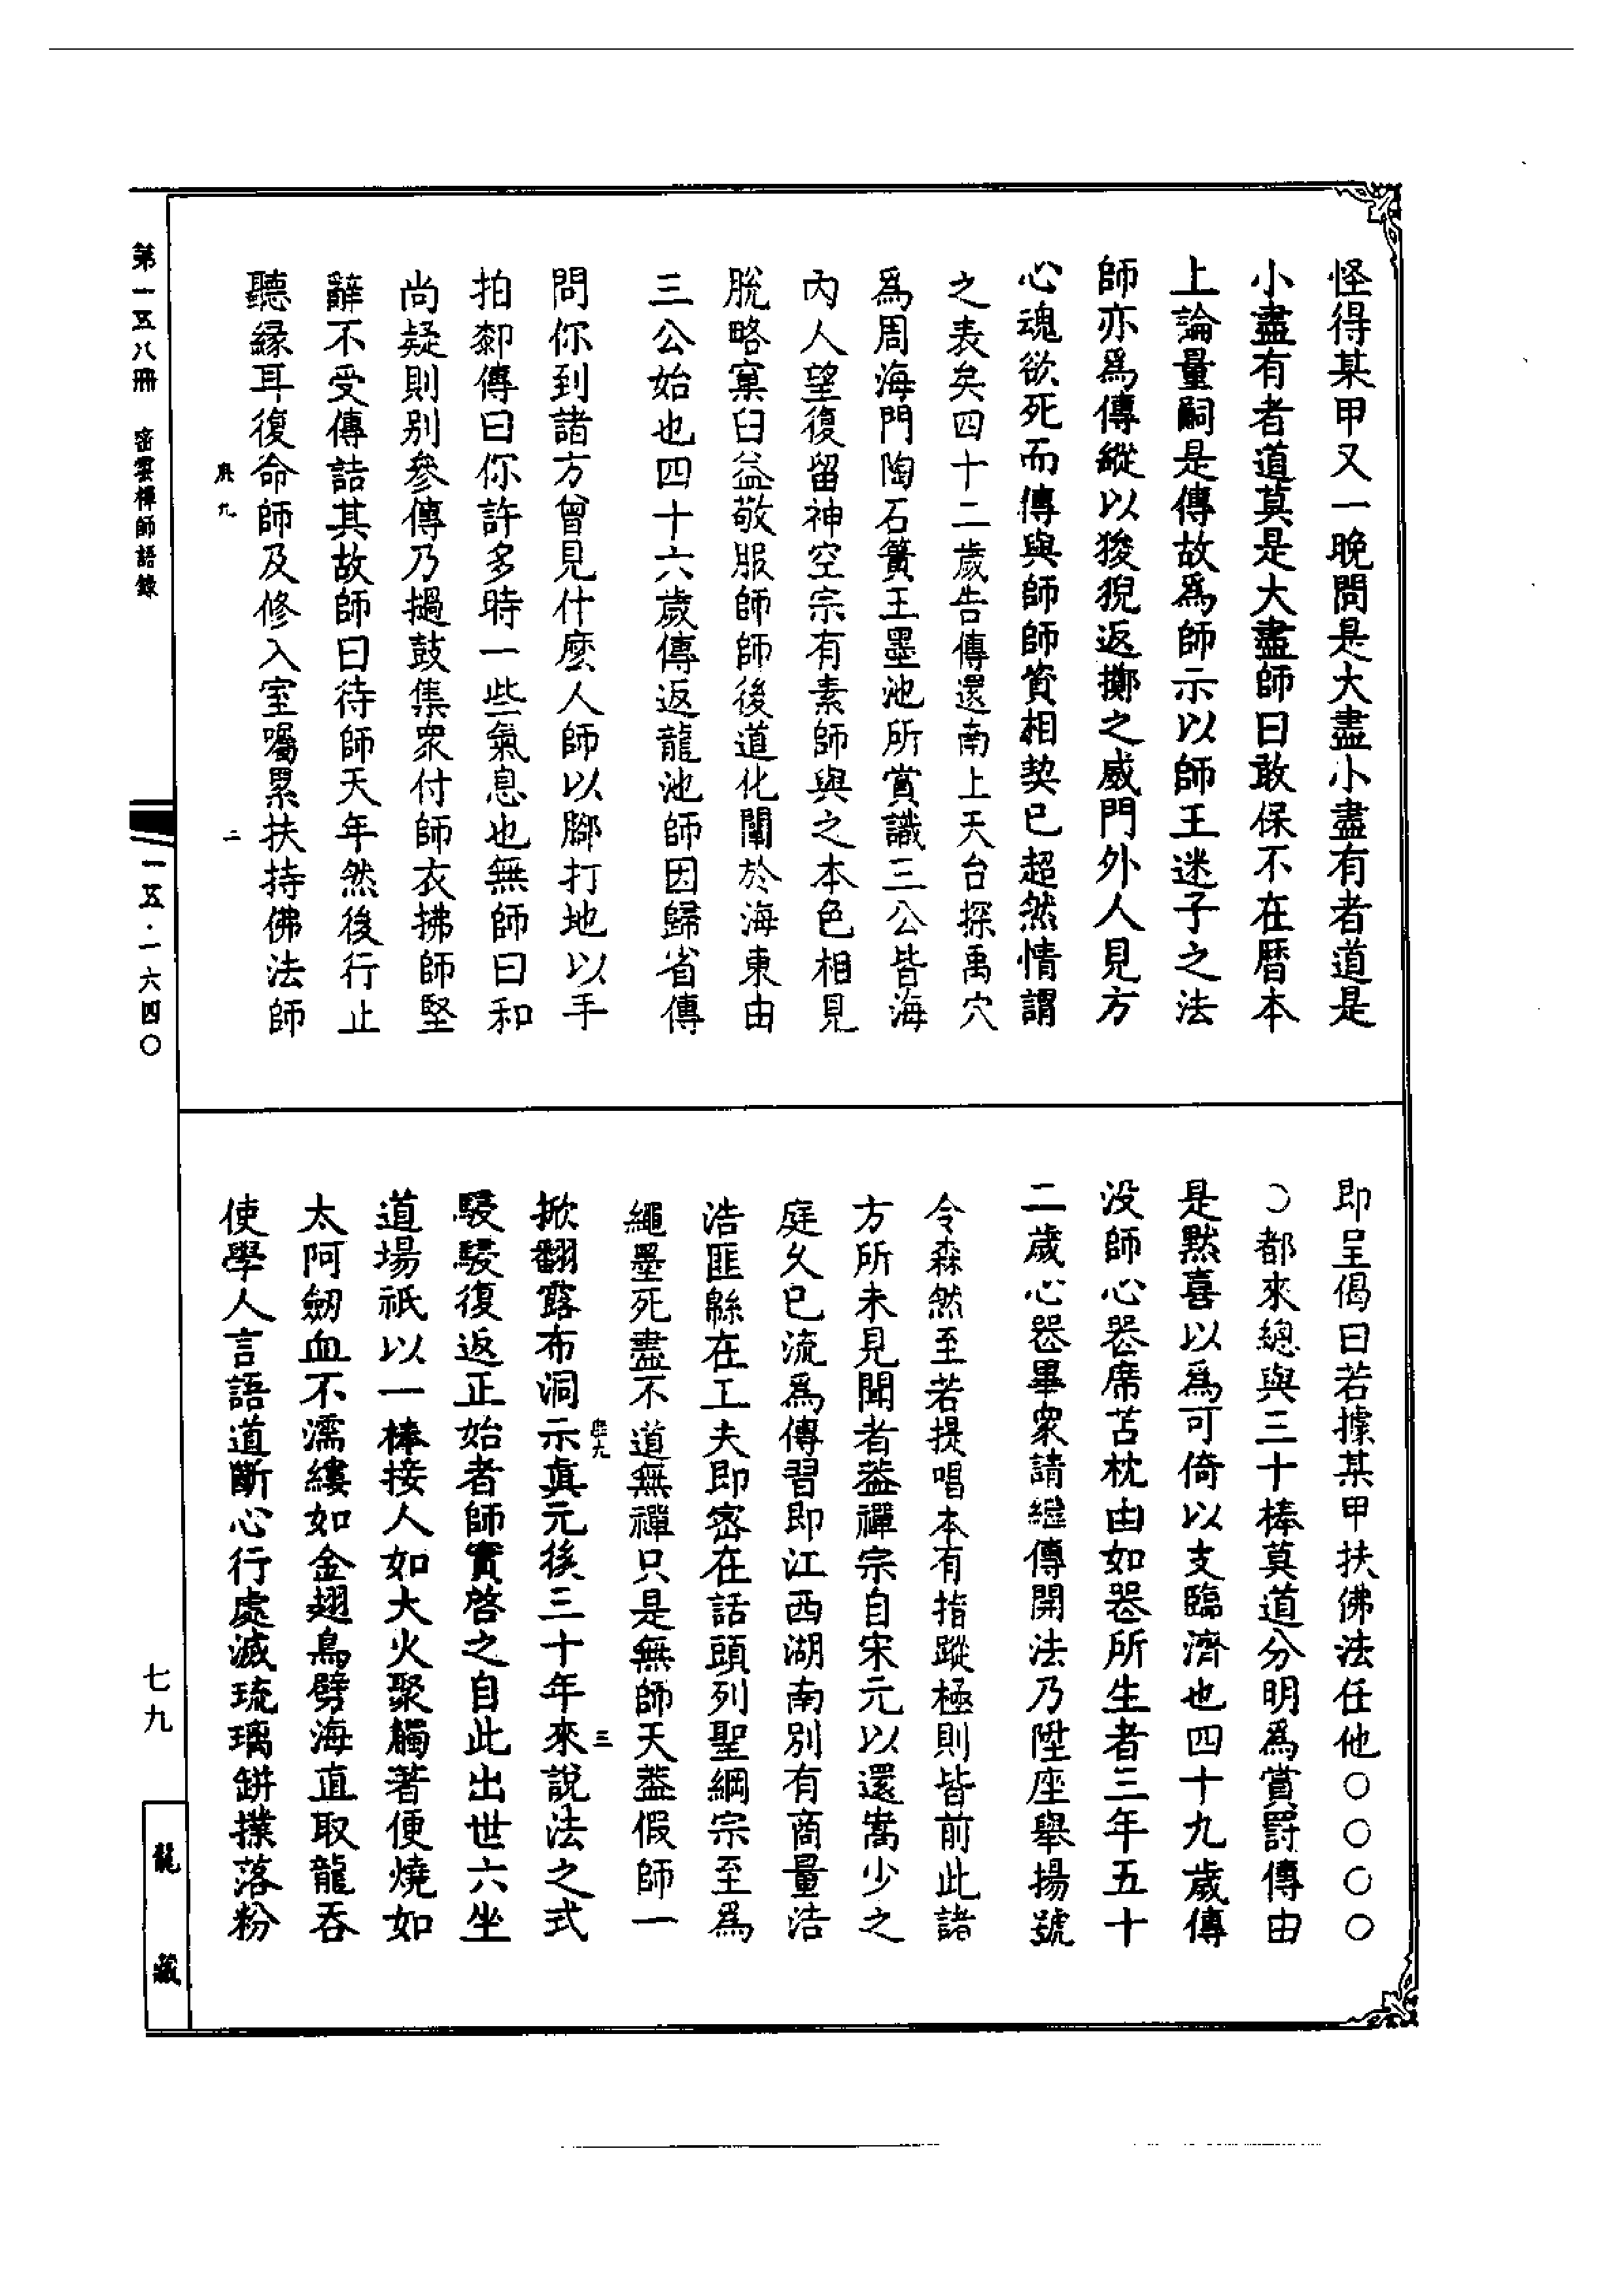 怪得某甲又一晚問是大盡小盡有者道是
小盡有者道莫是大盡師曰敢保不在曆本
上論量嗣是傳故爲師示以師王迷子之法
師亦爲傳縱以狻猊返擲之威門外人見方
心魂欲死而傳與師師資相契已超然情謂
之表矣四十二歲告傳還南上天台探禹穴
爲周海門陶石簣王墨池所賞識三公皆海
內人望復留神空宗有素師與之本色相見
脫略窠臼益敬服師師後道化闡於海東由
三公始也四十六歲傳返龍池師因歸省傳
問你到諸方曾見什麼人師以腳打地以手
拍郲傳曰你許多時一些氣息也無師曰和
尚疑則別參傳乃撾鼓集衆付師衣拂師堅
辭不受傳詰其故師曰待師天年然後行止
聽緣耳復命師及修入室囑累扶持佛法師
九
二
即呈偈曰若據某甲扶佛法任他○○○○
○都來總與三十棒莫道分明爲賞罰傳由
是默喜以爲可倚以支臨濟也四十九歲傳
没師心喪席苫枕由如喪所生者三年五十
二歲心喪畢衆請繼傳開法乃陞座舉揚號
令森然至若提唱本有指蹤極則皆前此諸
方所未見聞者蓋禪宗自宋元以還嵩少之
庭久已流爲傳習即江西湖南別有商量浩
浩匪緜在工夫即密在話頭列聖綱宗至爲
繩墨死盡不道無禪只是無師天蓋假師一
九
三
掀翻露布洞示眞元後三十年來說法之式
駸駸復返正始者師實啓之自此出世六坐
道場祇以一棒接人如大火聚觸著便燒如
太阿劒血不濡縷如金翅鳥劈海直取龍吞
使學人言語道斷心行處滅琉璃缾撲落粉
第一五八冊　密雲禪師語錄
一五·一六四〇
七九
龍藏